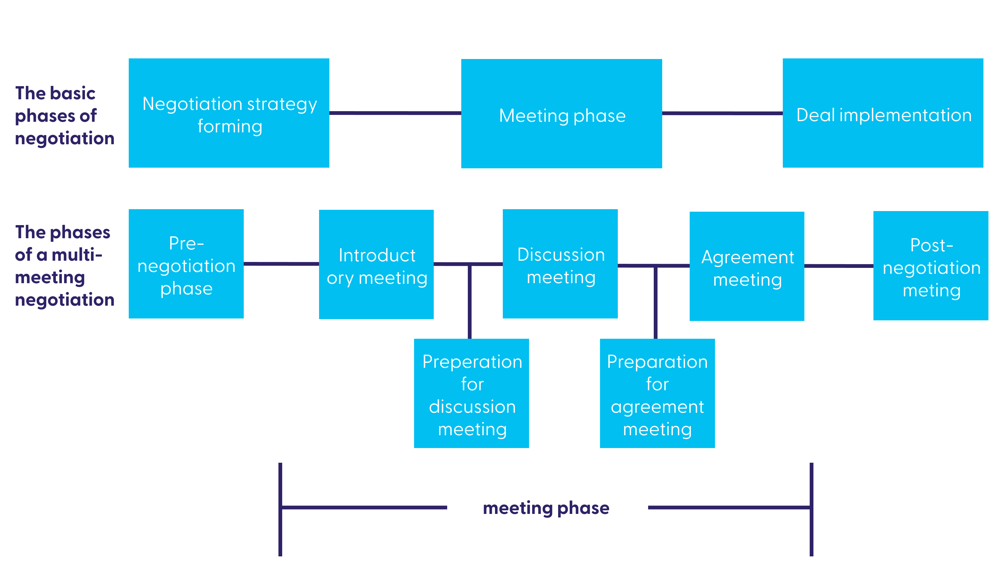 The basic
phases of
negotiation
Negotiation strategy
forming
Meeting phase
Deal implementation
The phases
of a multi-
meeting
negotiation
Pre-
negotiation
phase
Introduct
ory meeting
Discussion
meeting
Agreement
meeting
Post-
negotiation
meting
Preperation
for
discussion
meeting
Preparation
for
agreement
meeting
meeting phase